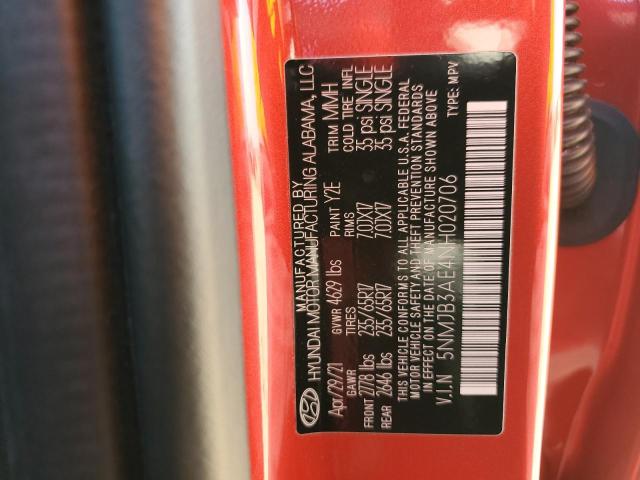 MANUFACTURED BY
HYUNDAI MOTOR MANUFACTURING ALABAMA, LLC
Apr/29/21 GVWR 4629 lbs PAINT Y2E TRIM MMH
GAWR TIRES RIMS COLD TIRE INFL
FRONT 2778 lbs 235/65R17 7.0JX17 35 psi SINGLE
REAR 2646 lbs 235/65R17 7.0JX17 35 psi SINGLE
THIS VEHICLE CONFORMS TO ALL APPLICABLE U.S.A. FEDERAL
MOTOR VEHICLE SAFETY AND THEFT PREVENTION STANDARDS
IN EFFECT ON THE DATE OF MANUFACTURE SHOWN ABOVE
V.I.N 5NMJB3AE4NH020706 TYPE: MPV